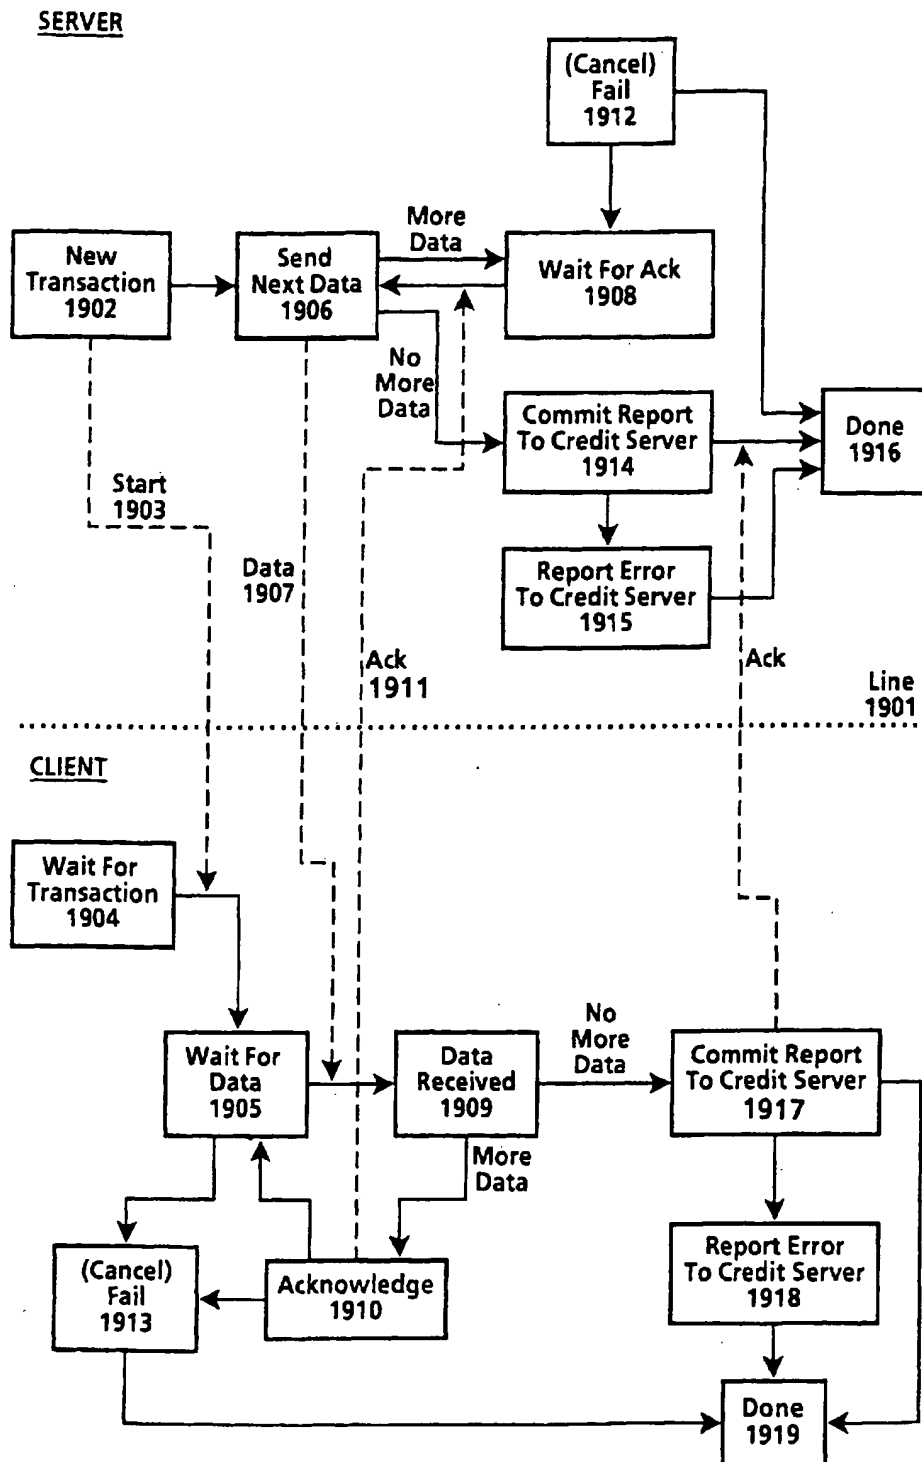 SERVER
(Cancel)
Fail
1912
New
Transaction
1902
Send
Next Data
1906
More
Data
Wait For Ack
1908
No
More
Data
Commit Report
To Credit Server
1914
Done
1916
Start
1903
Data
1907
Report Error
To Credit Server
1915
Ack
1911
Ack
Line
1901
CLIENT
Wait For
Transaction
1904
Wait For
Data
1905
Data
Received
1909
No
More
Data
Commit Report
To Credit Server
1917
More
Data
(Cancel)
Fail
1913
Acknowledge
1910
Report Error
To Credit Server
1918
Done
1919